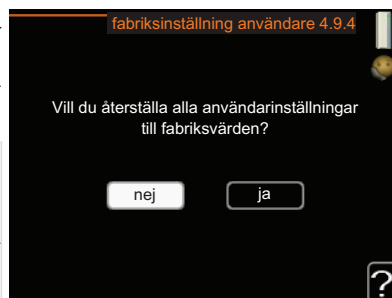 fabriksinställning användare 4.9.4
Vill du återställa alla användarinställningar
till fabriksvärden?
nej
ja
?